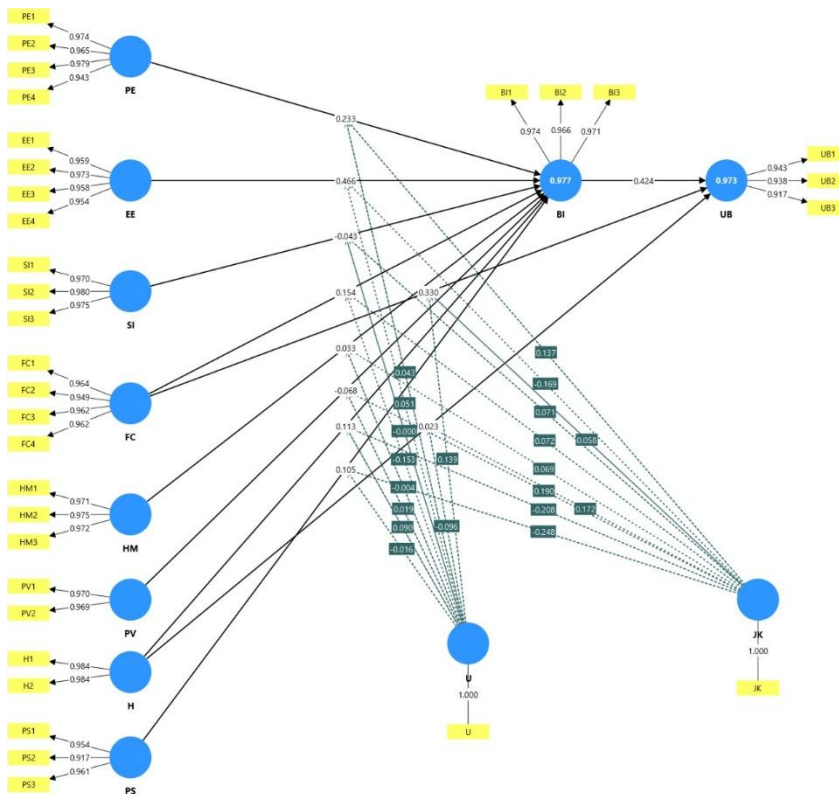 PE1
PE2
PE3
PE4
0.974
0.965
0.979
0.943
PE
EE1
EE2
EE3
EE4
0.959
0.973
0.958
0.954
EE
SI1
SI2
SI3
0.970
0.980
0.975
SI
FC1
FC2
FC3
FC4
0.964
0.949
0.962
0.962
FC
HM1
HM2
HM3
0.971
0.975
0.972
HM
PV1
PV2
0.970
0.969
PV
H1
H2
0.984
0.984
H
PS1
PS2
PS3
0.954
0.917
0.961
PS
0.233
0.466
-0.043
0.154
0.033
-0.068
0.113
0.105
0.330
0.023
BI1
BI2
BI3
0.974
0.966
0.971
0.977
BI
0.424
0.973
UB
0.943
0.938
0.917
UB1
UB2
UB3
0.043
0.051
-0.000
-0.153
-0.004
0.019
0.090
-0.016
0.139
-0.096
0.137
-0.169
0.071
0.058
0.072
0.069
0.190
0.172
-0.208
-0.248
U
1.000
U
JK
1.000
JK